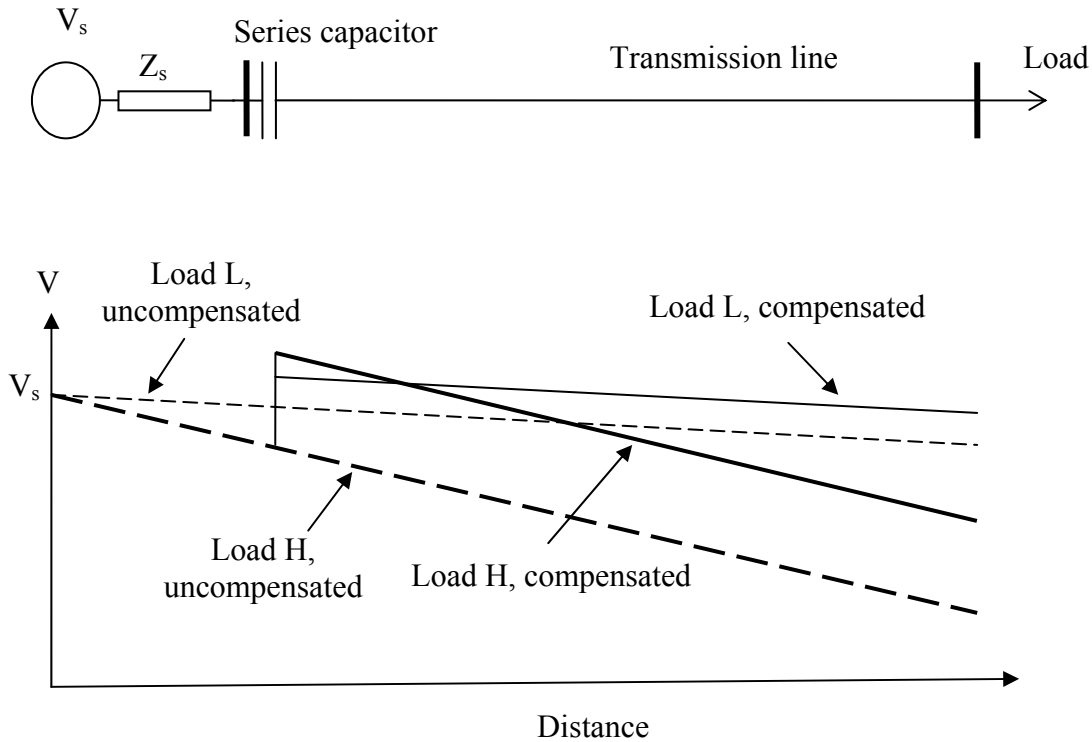 Vs
Series capacitor
Zs
Transmission line
Load
V
Load L,
uncompensated
Load L, compensated
Vs
Load H,
uncompensated
Load H, compensated
Distance